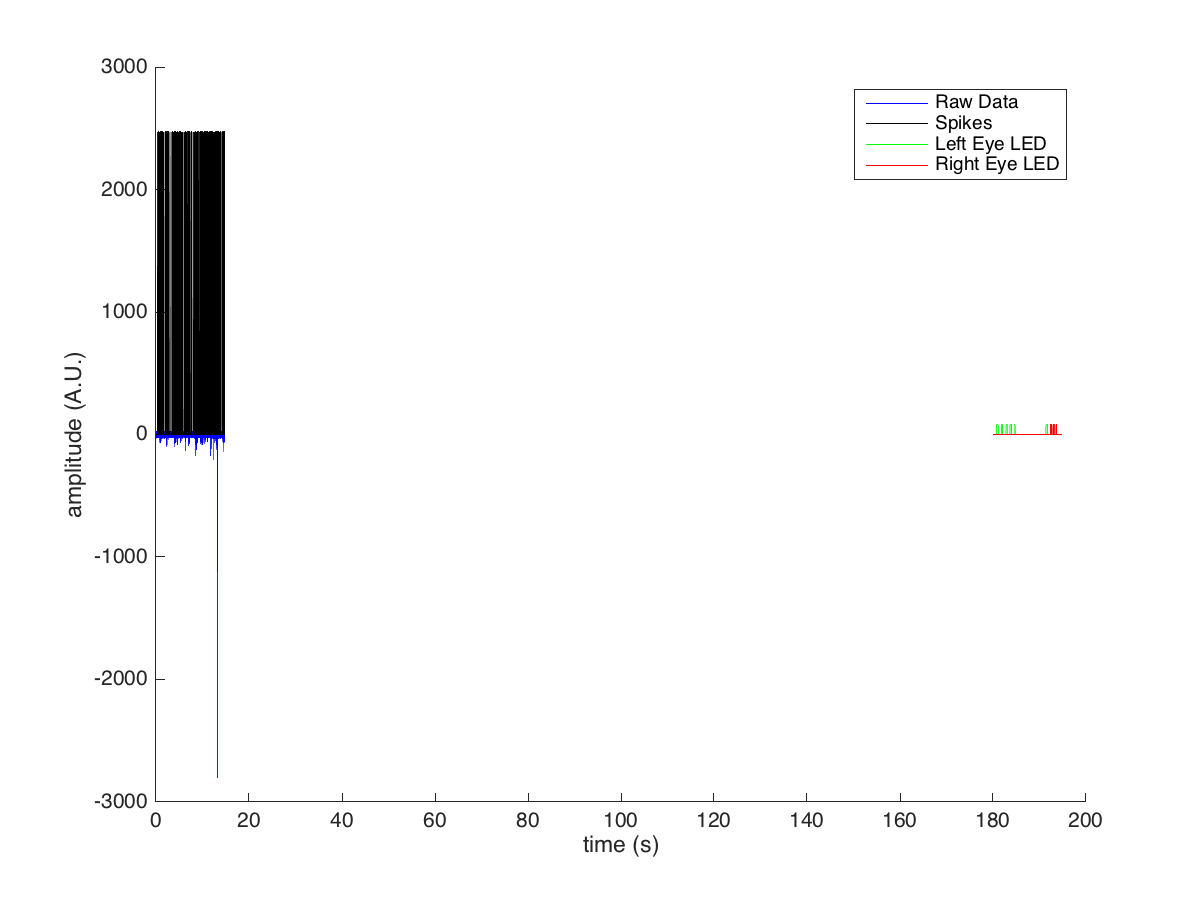 3000
2000
1000
0
-1000
-2000
-3000
amplitude (A.U.)
Raw Data
Spikes
Left Eye LED
Right Eye LED
0 20 40 60 80 100 120 140 160 180 200
time (s)